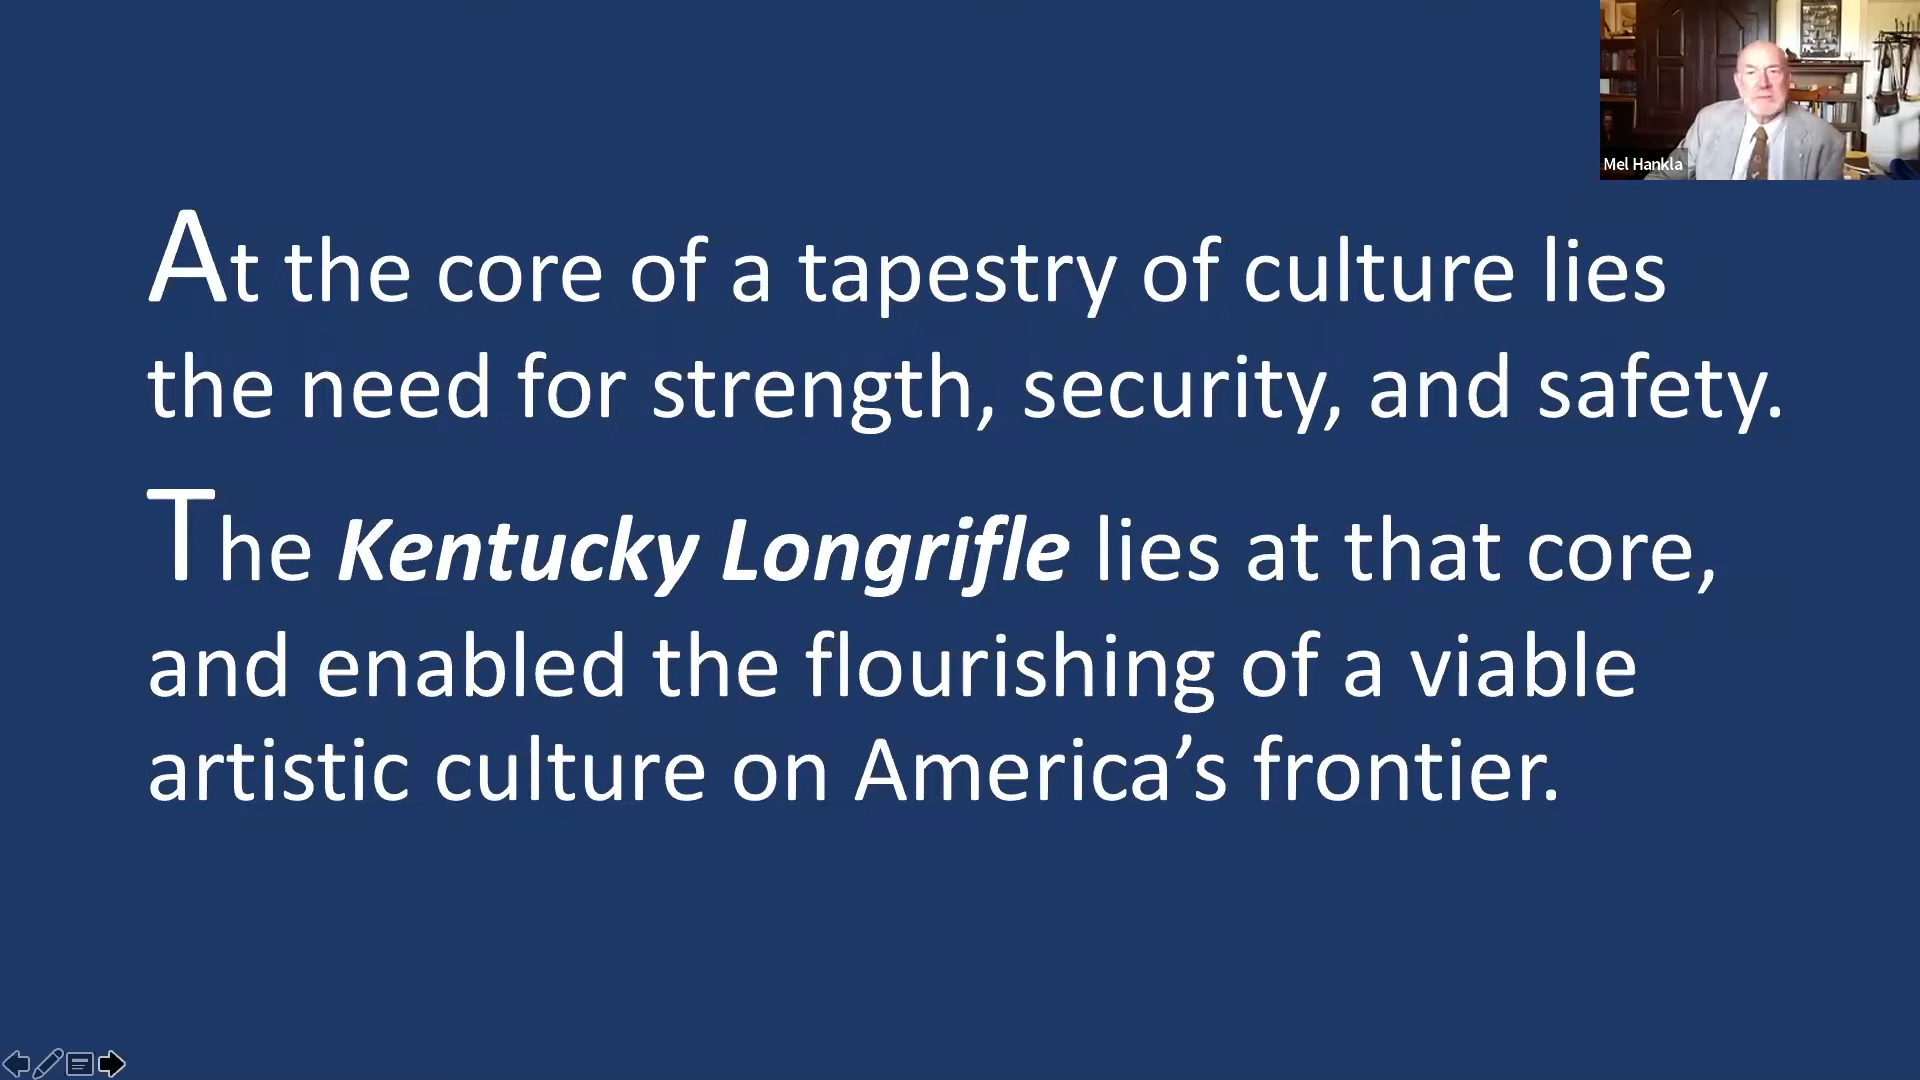 Mel Hankla
At the core of a tapestry of culture lies
the need for strength, security, and safety.
The Kentucky Longrifle lies at that core,
and enabled the flourishing of a viable
artistic culture on America’s frontier.